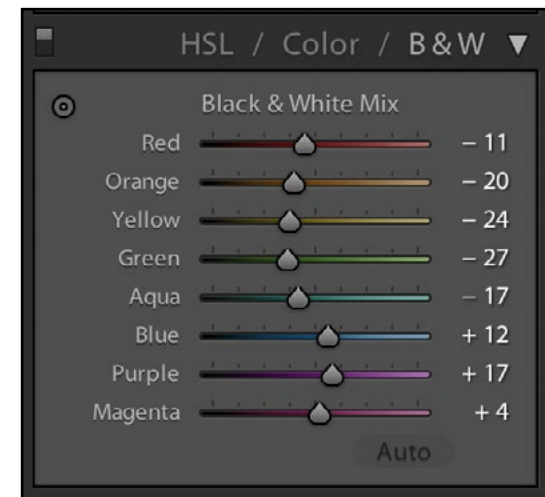 HSL / Color / B & W ▼
Black & White Mix
Red – 11
Orange – 20
Yellow – 24
Green – 27
Aqua – 17
Blue + 12
Purple + 17
Magenta + 4
Auto